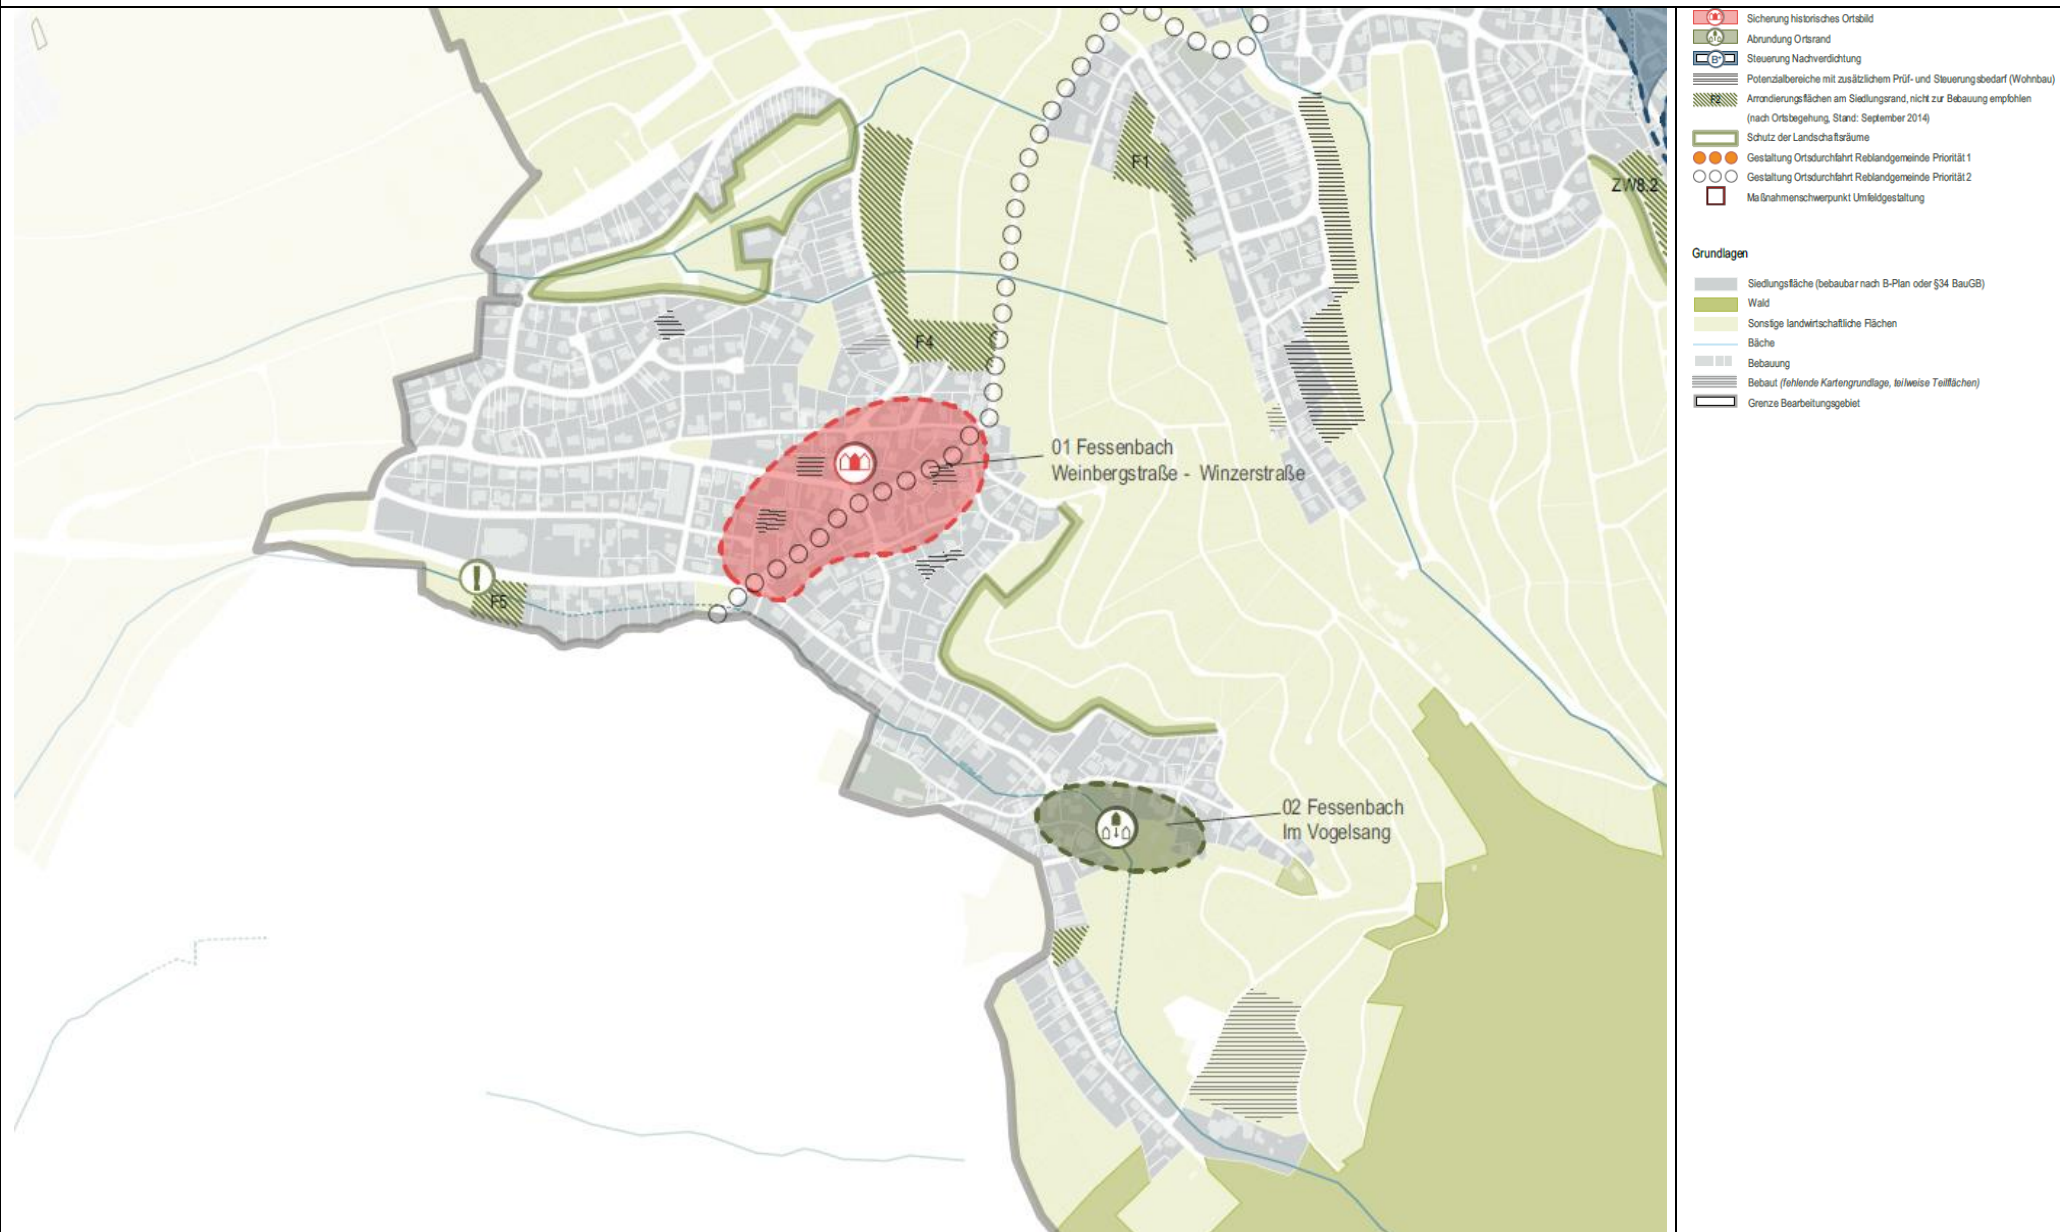 F1
ZW8.2
F4
01 Fessenbach
Weinbergstraße - Winzerstraße
F5
02 Fessenbach
Im Vogelsang
Sicherung historisches Ortsbild
Abrundung Ortsrand
B+
Steuerung Nachverdichtung
Potenzialbereiche mit zusätzlichem Prüf- und Steuerungsbedarf (Wohnbau)
F2
Arrondierungsflächen am Siedlungsrand, nicht zur Bebauung empfohlen
(nach Ortsbegehung, Stand: September 2014)
Schutz der Landschaftsräume
Gestaltung Ortsdurchfahrt Reblandgemeinde Priorität 1
Gestaltung Ortsdurchfahrt Reblandgemeinde Priorität 2
Maßnahmenschwerpunkt Umfeldgestaltung
Grundlagen
Siedlungsfläche (bebaubar nach B-Plan oder §34 BauGB)
Wald
Sonstige landwirtschaftliche Flächen
Bäche
Bebauung
Bebaut (fehlende Kartengrundlage, teilweise Teilflächen)
Grenze Bearbeitungsgebiet